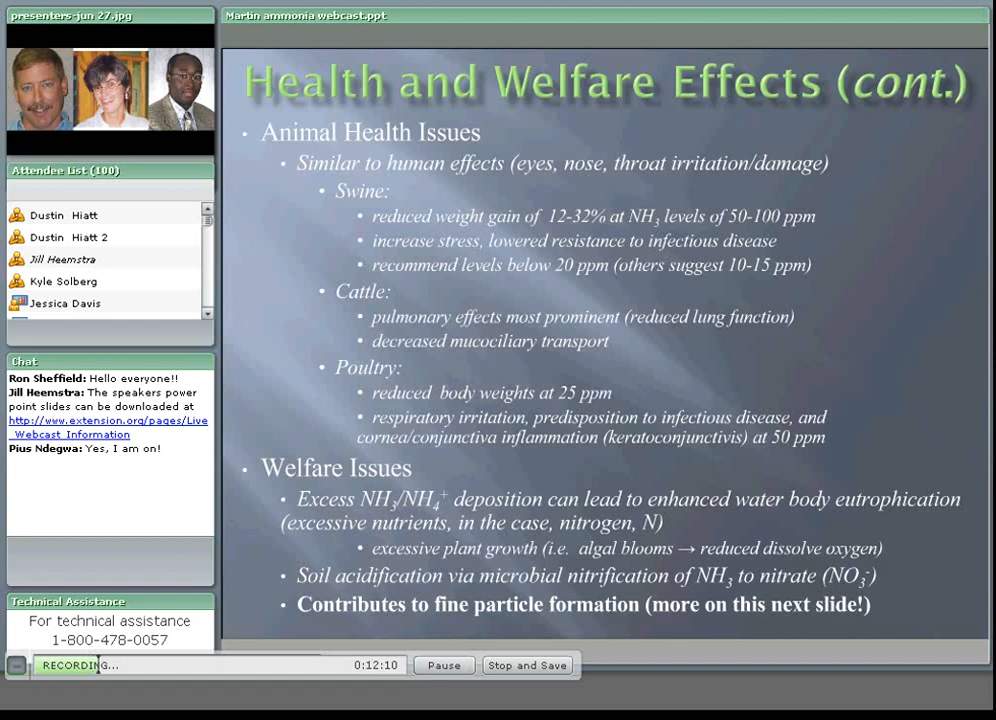 presenters-jun 27.jpg
Attendee List (100)
Dustin Hiatt
Dustin Hiatt 2
Jill Heemstra
Kyle Solberg
Jessica Davis
Chat
Ron Sheffield: Hello everyone!!
Jill Heemstra: The speakers power
point slides can be downloaded at
http://www.extension.org/pages/Live
_Webcast_Information
Pius Ndegwa: Yes, I am on!
Technical Assistance
For technical assistance
1-800-478-0057
Martin ammonia webcast.ppt
Health and Welfare Effects (cont.)
• Animal Health Issues
• Similar to human effects (eyes, nose, throat irritation/damage)
• Swine:
• reduced weight gain of 12-32% at NH3 levels of 50-100 ppm
• increase stress, lowered resistance to infectious disease
• recommend levels below 20 ppm (others suggest 10-15 ppm)
• Cattle:
• pulmonary effects most prominent (reduced lung function)
• decreased mucociliary transport
• Poultry:
• reduced body weights at 25 ppm
• respiratory irritation, predisposition to infectious disease, and
cornea/conjunctiva inflammation (keratoconjunctivis) at 50 ppm
• Welfare Issues
• Excess NH3/NH4+ deposition can lead to enhanced water body eutrophication
(excessive nutrients, in the case, nitrogen, N)
• excessive plant growth (i.e. algal blooms → reduced dissolve oxygen)
• Soil acidification via microbial nitrification of NH3 to nitrate (NO3-)
• Contributes to fine particle formation (more on this next slide!)
RECORDING... 0:12:10 Pause Stop and Save